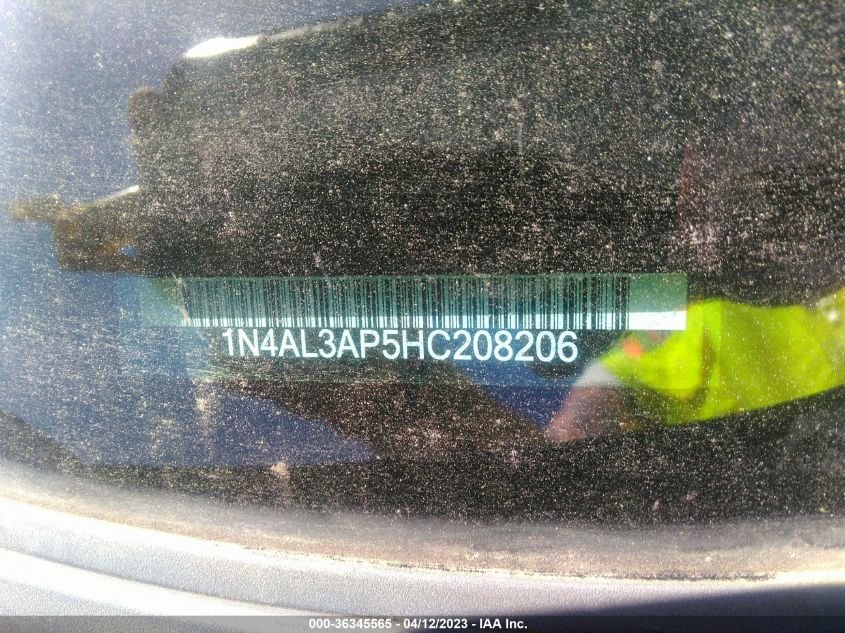 1N4AL3AP5HC208206
000-36345565 - 04/12/2023 - IAA Inc.